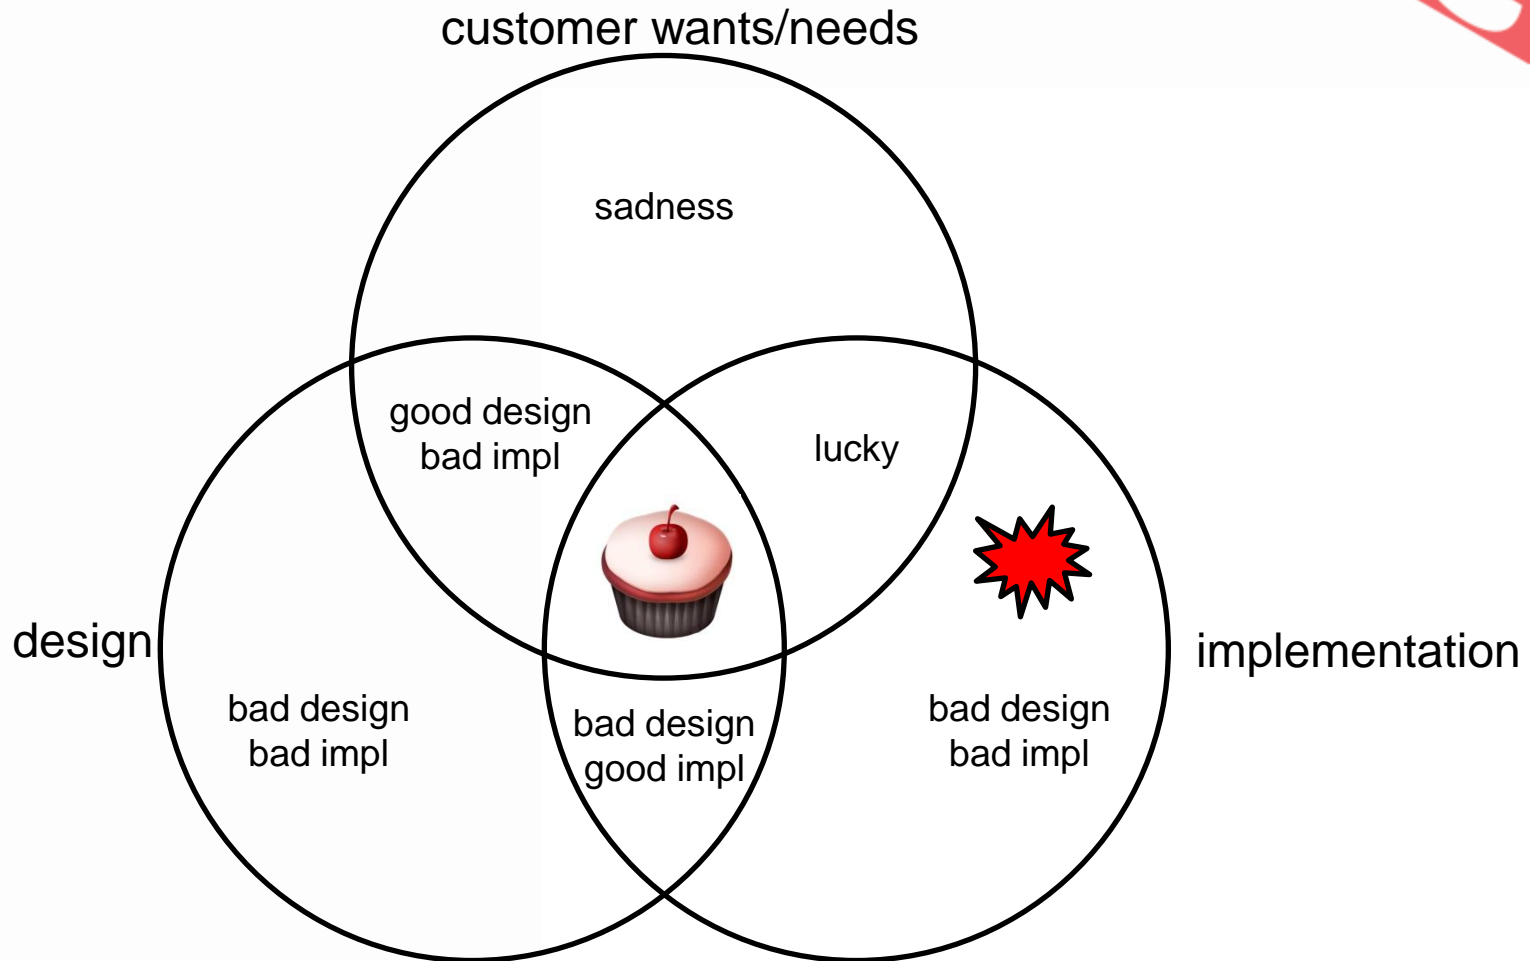 customer wants/needs
sadness
good design
bad impl
lucky
design
implementation
bad design
bad impl
bad design
good impl
bad design
bad impl